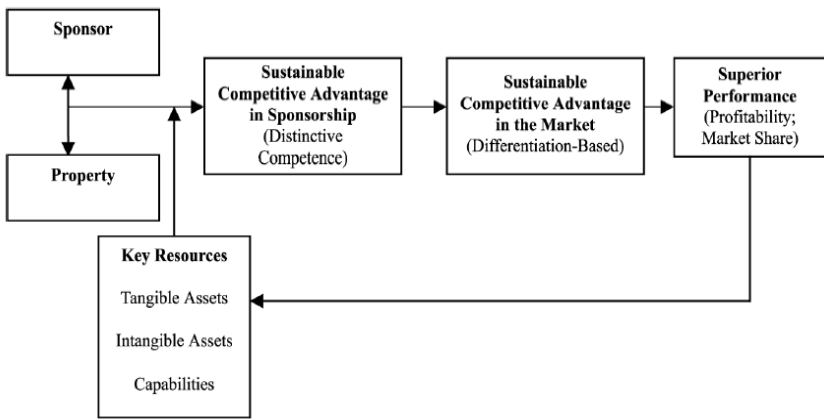 Sponsor
Property
Sustainable
Competitive Advantage
in Sponsorship
(Distinctive
Competence)
Sustainable
Competitive Advantage
in the Market
(Differentiation-Based)
Superior
Performance
(Profitability;
Market Share)
Key Resources
Tangible Assets
Intangible Assets
Capabilities